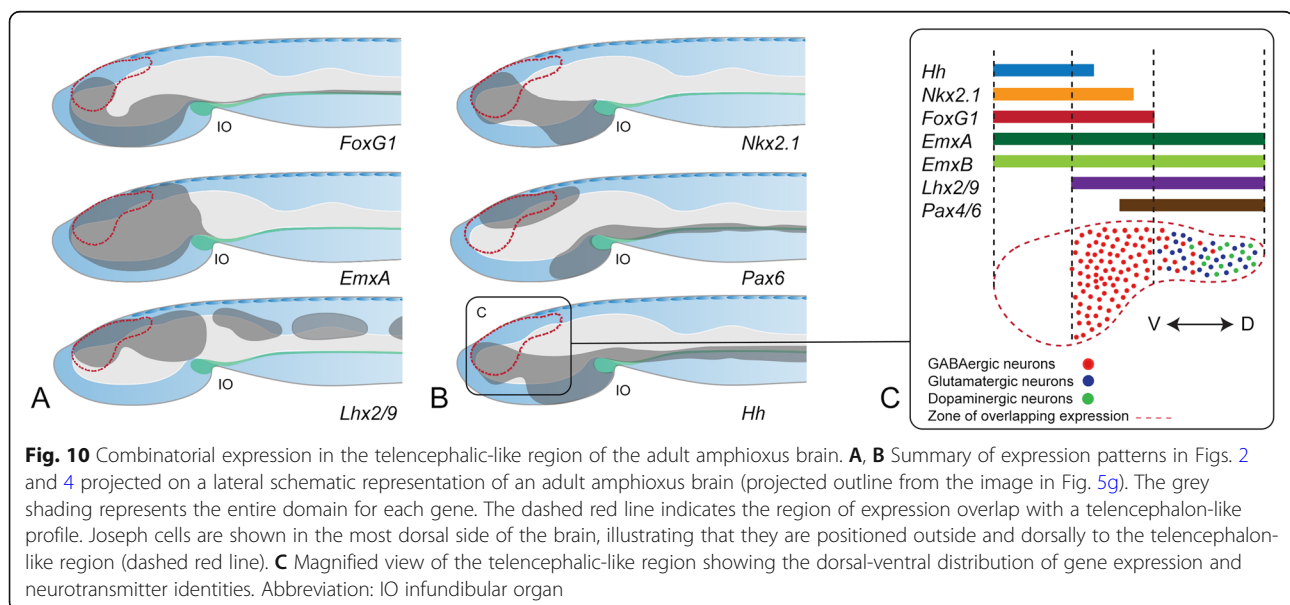 IO
FoxG1
IO
EmxA
A
IO
Lhx2/9
IO
Nkx2.1
IO
Pax6
C
B
IO
Hh
Hh
Nkx2.1
FoxG1
EmxA
EmxB
Lhx2/9
Pax4/6
V D
C
GABAergic neurons
Glutamatergic neurons
Dopaminergic neurons
Zone of overlapping expression
Fig. 10 Combinatorial expression in the telencephalic-like region of the adult amphioxus brain. A, B Summary of expression patterns in Figs. 2
and 4 projected on a lateral schematic representation of an adult amphioxus brain (projected outline from the image in Fig. 5g). The grey
shading represents the entire domain for each gene. The dashed red line indicates the region of expression overlap with a telencephalon-like
profile. Joseph cells are shown in the most dorsal side of the brain, illustrating that they are positioned outside and dorsally to the telencephalon-
like region (dashed red line). C Magnified view of the telencephalic-like region showing the dorsal-ventral distribution of gene expression and
neurotransmitter identities. Abbreviation: IO infundibular organ